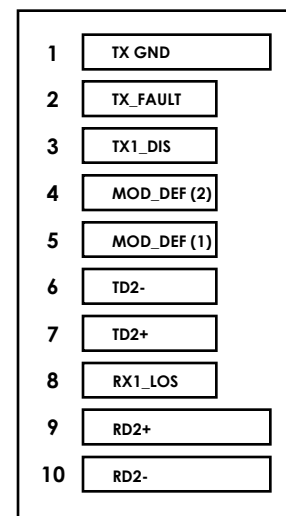 1 TX GND
2 TX_FAULT
3 TX1_DIS
4 MOD_DEF (2)
5 MOD_DEF (1)
6 TD2-
7 TD2+
8 RX1_LOS
9 RD2+
10 RD2-